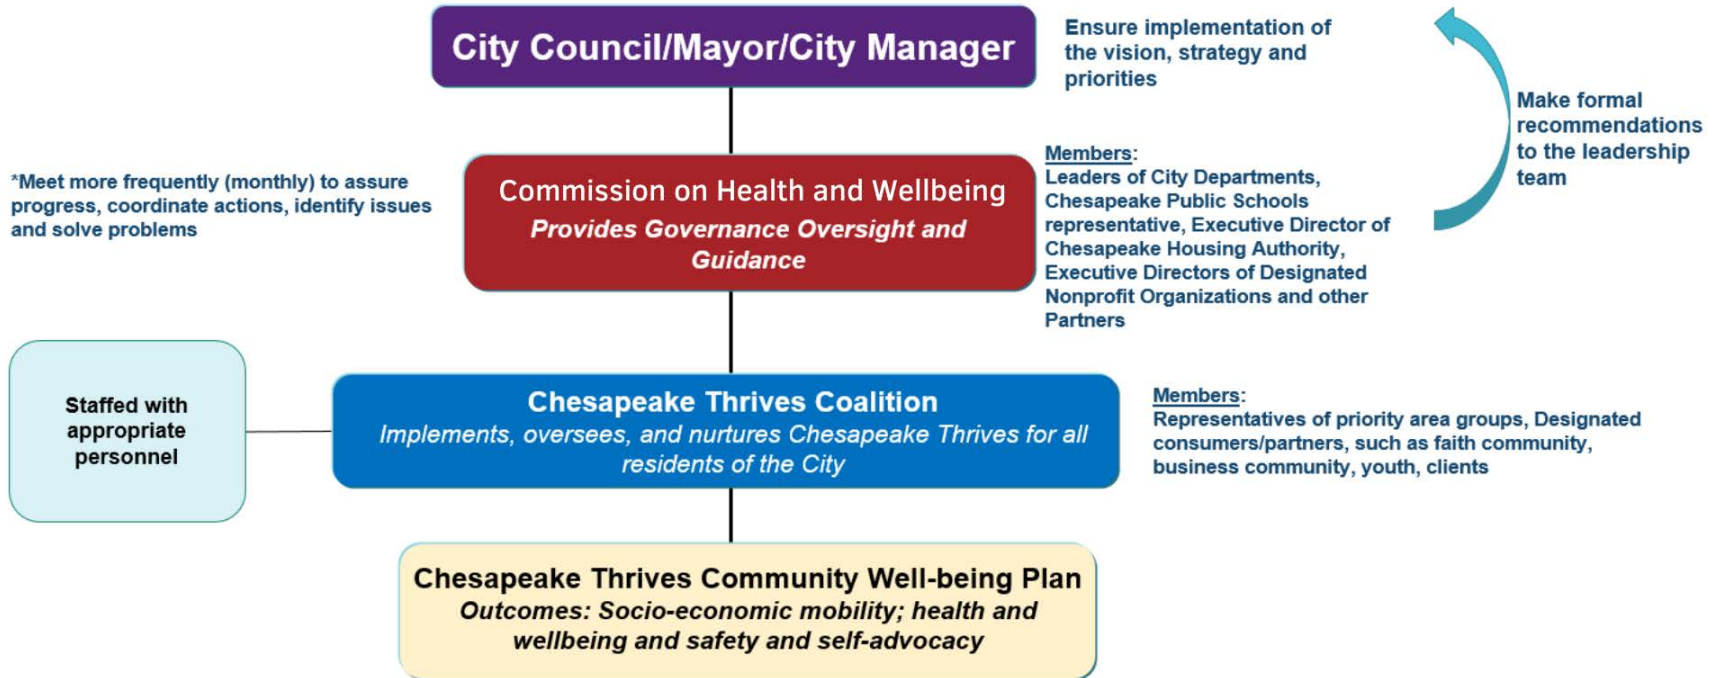 City Council/Mayor/City Manager
Ensure implementation of
the vision, strategy and
priorities
Make formal
recommendations
to the leadership
team
*Meet more frequently (monthly) to assure
progress, coordinate actions, identify issues
and solve problems
Commission on Health and Wellbeing
Provides Governance Oversight and
Guidance
Members:
Leaders of City Departments,
Chesapeake Public Schools
representative, Executive Director of
Chesapeake Housing Authority,
Executive Directors of Designated
Nonprofit Organizations and other
Partners
Staffed with
appropriate
personnel
Chesapeake Thrives Coalition
Implements, oversees, and nurtures Chesapeake Thrives for all
residents of the City
Members:
Representatives of priority area groups, Designated
consumers/partners, such as faith community,
business community, youth, clients
Chesapeake Thrives Community Well-being Plan
Outcomes: Socio-economic mobility; health and
wellbeing and safety and self-advocacy